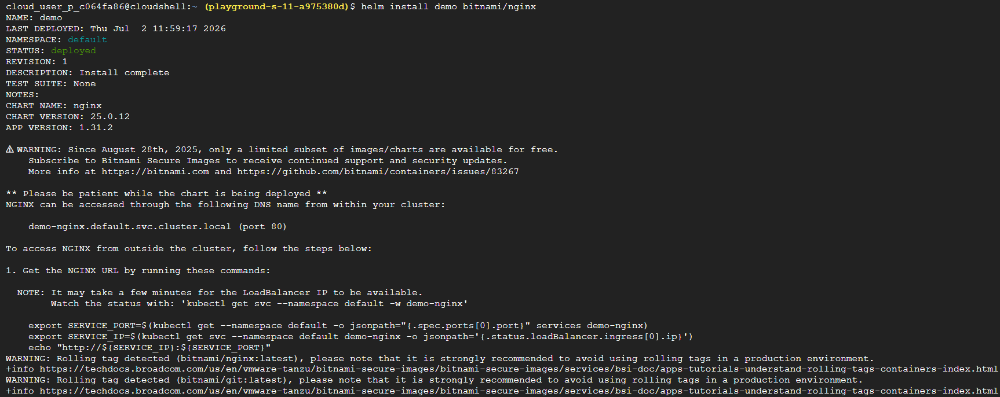 cloud_user_p_c064fa86@cloudshell:~ (playground-s-11-a975380d)$ helm install demo bitnami/nginx
NAME: demo
LAST DEPLOYED: Thu Jul  2 11:59:17 2026
NAMESPACE: default
STATUS: deployed
REVISION: 1
DESCRIPTION: Install complete
TEST SUITE: None
NOTES:
CHART NAME: nginx
CHART VERSION: 25.0.12
APP VERSION: 1.31.2

⚠ WARNING: Since August 28th, 2025, only a limited subset of images/charts are available for free.
    Subscribe to Bitnami Secure Images to receive continued support and security updates.
    More info at https://bitnami.com and https://github.com/bitnami/containers/issues/83267

** Please be patient while the chart is being deployed **
NGINX can be accessed through the following DNS name from within your cluster:

    demo-nginx.default.svc.cluster.local (port 80)

To access NGINX from outside the cluster, follow the steps below:

1. Get the NGINX URL by running these commands:

  NOTE: It may take a few minutes for the LoadBalancer IP to be available.
        Watch the status with: 'kubectl get svc --namespace default -w demo-nginx'

    export SERVICE_PORT=$(kubectl get --namespace default -o jsonpath="{.spec.ports[0].port}" services demo-nginx)
    export SERVICE_IP=$(kubectl get svc --namespace default demo-nginx -o jsonpath='{.status.loadBalancer.ingress[0].ip}')
    echo "http://${SERVICE_IP}:${SERVICE_PORT}"
WARNING: Rolling tag detected (bitnami/nginx:latest), please note that it is strongly recommended to avoid using rolling tags in a production environment.
+info https://techdocs.broadcom.com/us/en/vmware-tanzu/bitnami-secure-images/bitnami-secure-images/services/bsi-doc/apps-tutorials-understand-rolling-tags-containers-index.html
WARNING: Rolling tag detected (bitnami/git:latest), please note that it is strongly recommended to avoid using rolling tags in a production environment.
+info https://techdocs.broadcom.com/us/en/vmware-tanzu/bitnami-secure-images/bitnami-secure-images/services/bsi-doc/apps-tutorials-understand-rolling-tags-containers-index.html